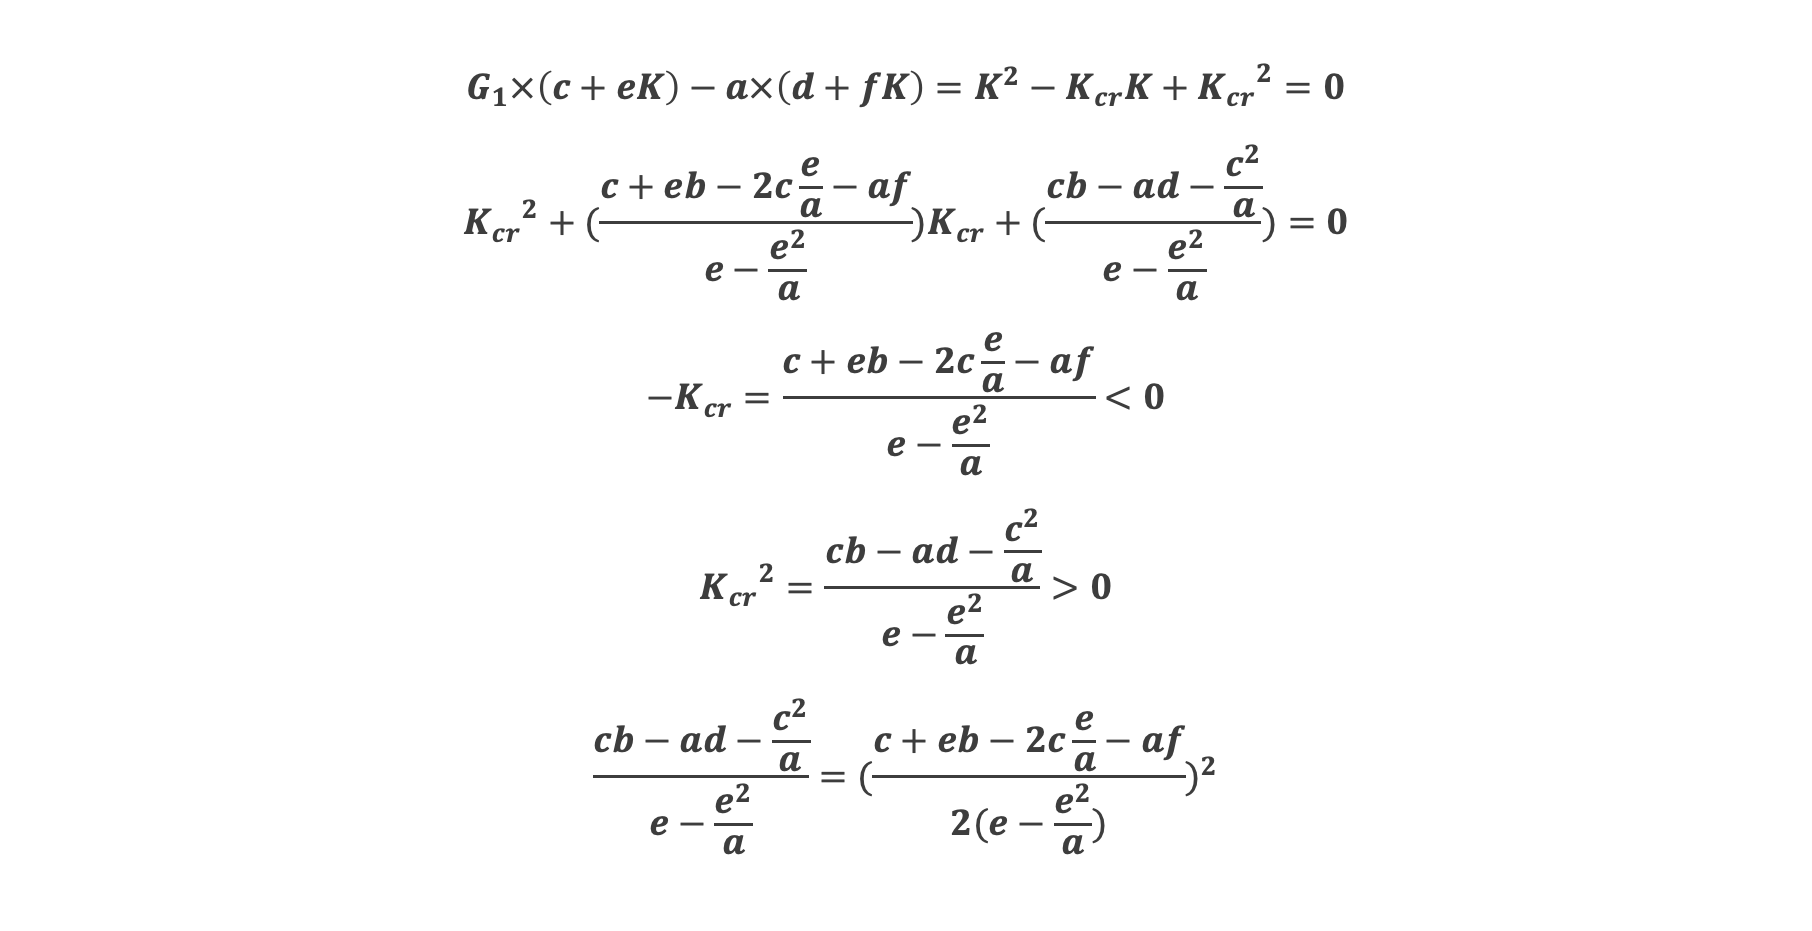 G₁×(c + eK) − a×(d + fK) = K² − K_cr K + K_cr² = 0
K_cr² + ((c + eb − 2c e/a − af)/(e − e²/a))K_cr + ((cb − ad − c²/a)/(e − e²/a)) = 0
−K_cr = (c + eb − 2c e/a − af)/(e − e²/a) < 0
K_cr² = (cb − ad − c²/a)/(e − e²/a) > 0
(cb − ad − c²/a)/(e − e²/a) = ((c + eb − 2c e/a − af)/(2(e − e²/a)))²